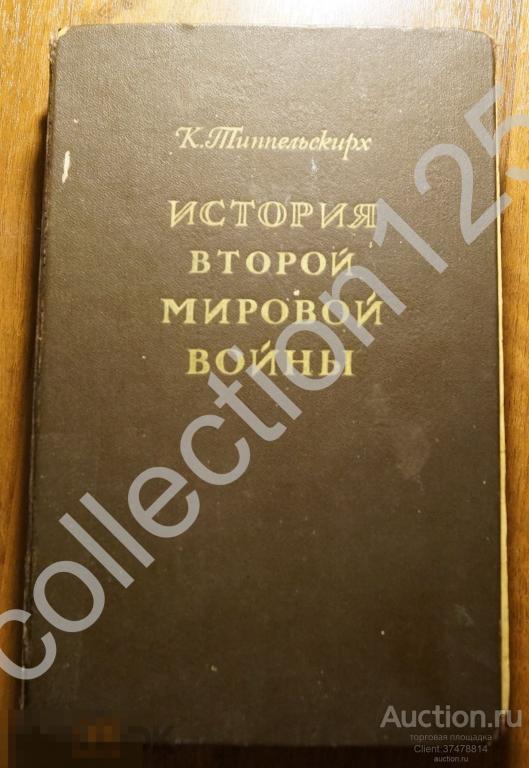 К. Типпельскирх
ИСТОРИЯ
ВТОРОЙ
МИРОВОЙ
ВОЙНЫ
collection125
Auction.ru
торговая площадка
Client 37478814
auction.ru